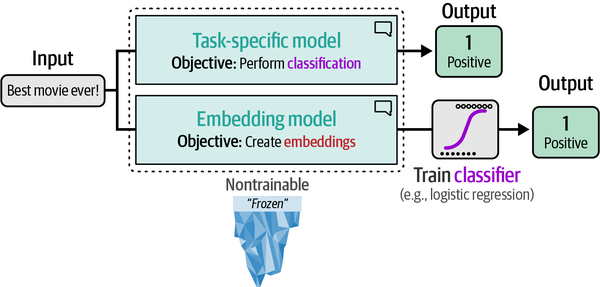 Input
Best movie ever!
Task-specific model
Objective: Perform classification
Output
1
Positive
Embedding model
Objective: Create embeddings
Train classifier
(e.g., logistic regression)
Output
1
Positive
Nontrainable
"Frozen"